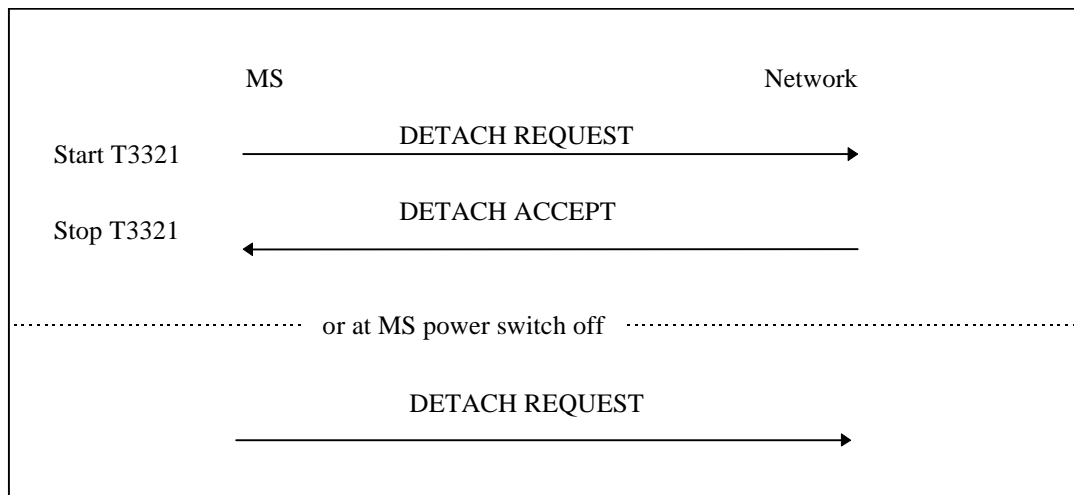 MS Network
DETACH REQUEST
Start T3321
DETACH ACCEPT
Stop T3321
or at MS power switch off
DETACH REQUEST